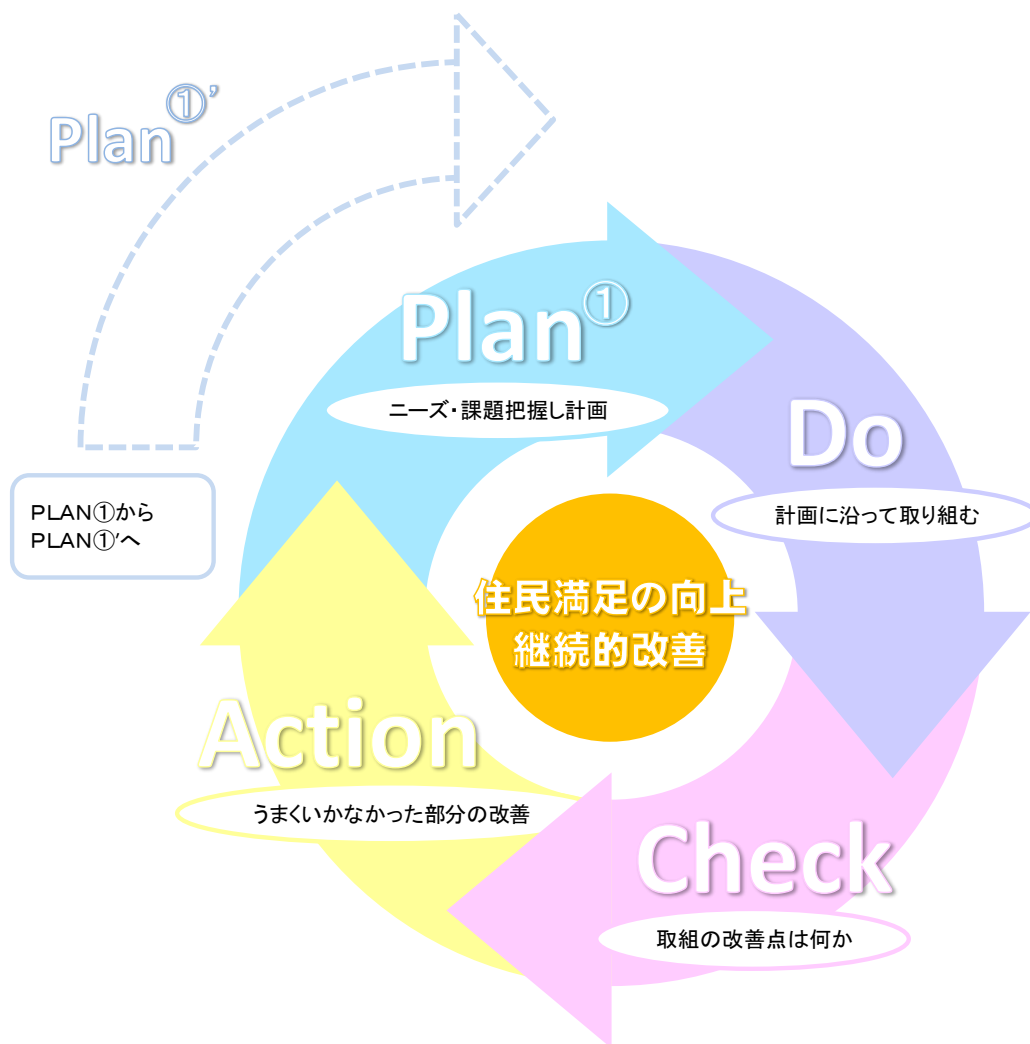 Plan①’
Plan①
ニーズ・課題把握し計画
Do
計画に沿って取り組む
PLAN①から
PLAN①’へ
住民満足の向上
継続的改善
Action
うまくいかなかった部分の改善
Check
取組の改善点は何か